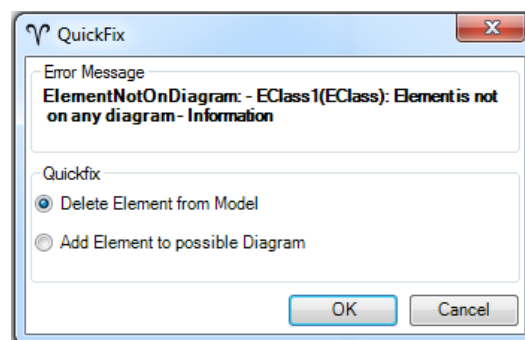 QuickFix
Error Message
ElementNotOnDiagram: - EClass1(EClass): Element is not
on any diagram - Information
Quickfix
Delete Element from Model
Add Element to possible Diagram
OK
Cancel